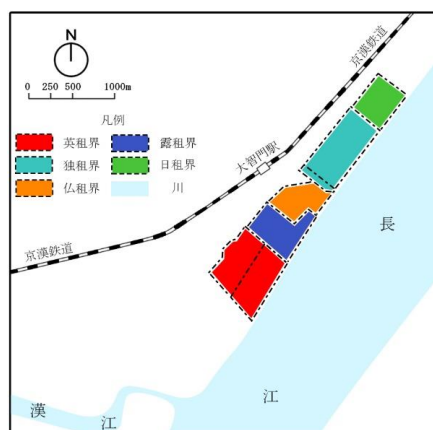 N
0 250 500 1000m
凡例
英租界 露租界
独租界 日租界
仏租界 川
京漢鉄道
大智門駅
京漢鉄道
長
江
漢
江